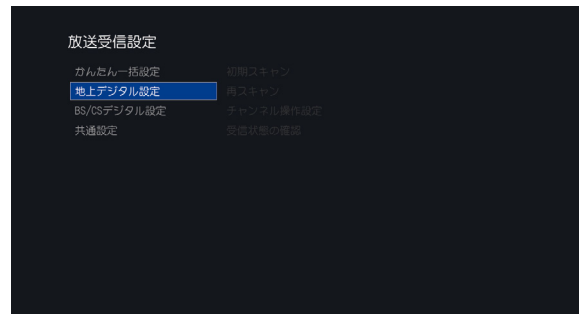 放送受信設定
かんたん一括設定
地上デジタル設定
BS/CSデジタル設定
共通設定
初期スキャン
再スキャン
チャンネル操作設定
受信状態の確認